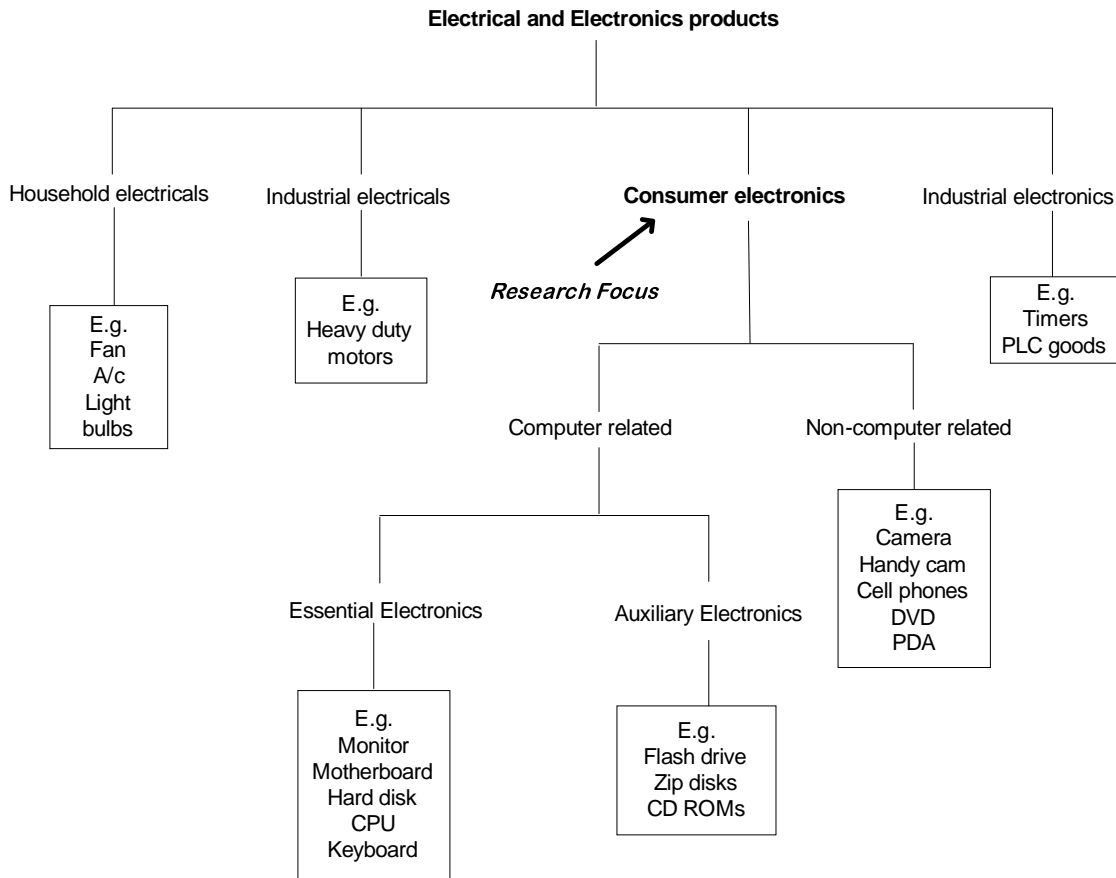 Electrical and Electronics products
Household electricals
Industrial electricals
Consumer electronics
Industrial electronics
Research Focus
E.g.
Fan
A/c
Light
bulbs
E.g.
Heavy duty
motors
E.g.
Timers
PLC goods
Computer related
Non-computer related
E.g.
Camera
Handy cam
Cell phones
DVD
PDA
Essential Electronics
Auxiliary Electronics
E.g.
Monitor
Motherboard
Hard disk
CPU
Keyboard
E.g.
Flash drive
Zip disks
CD ROMs